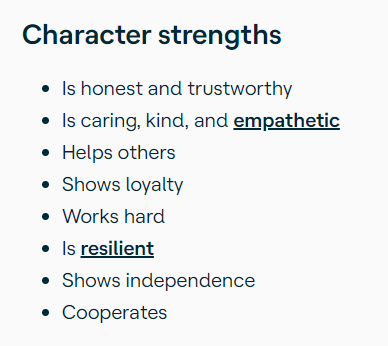 Character strengths
• Is honest and trustworthy
• Is caring, kind, and empathetic
• Helps others
• Shows loyalty
• Works hard
• Is resilient
• Shows independence
• Cooperates